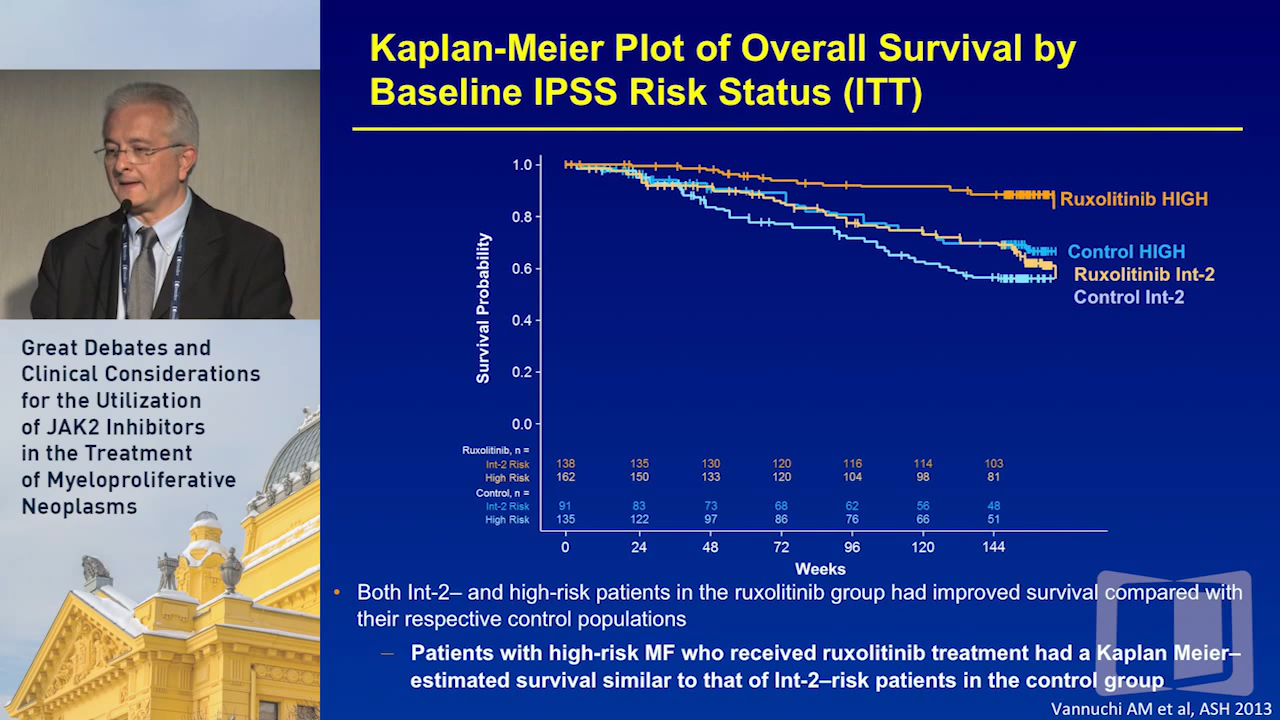 Kaplan-Meier Plot of Overall Survival by
Baseline IPSS Risk Status (ITT)
Great Debates and
Clinical Considerations
for the Utilization
of JAK2 Inhibitors
in the Treatment
of Myeloproliferative
Neoplasms
Survival Probability
1.0
0.8
0.6
0.4
0.2
0.0
Ruxolitinib HIGH
Control HIGH
Ruxolitinib Int-2
Control Int-2
Ruxolitinib, n =
Int-2 Risk 138 135 130 120 116 114 103
High Risk 162 150 133 120 104 98 81
Control, n =
Int-2 Risk 91 83 73 68 62 56 48
High Risk 135 122 97 86 76 66 51
0 24 48 72 96 120 144
Weeks
• Both Int-2– and high-risk patients in the ruxolitinib group had improved survival compared with
their respective control populations
– Patients with high-risk MF who received ruxolitinib treatment had a Kaplan Meier–
estimated survival similar to that of Int-2–risk patients in the control group
Vannuchi AM et al, ASH 2013